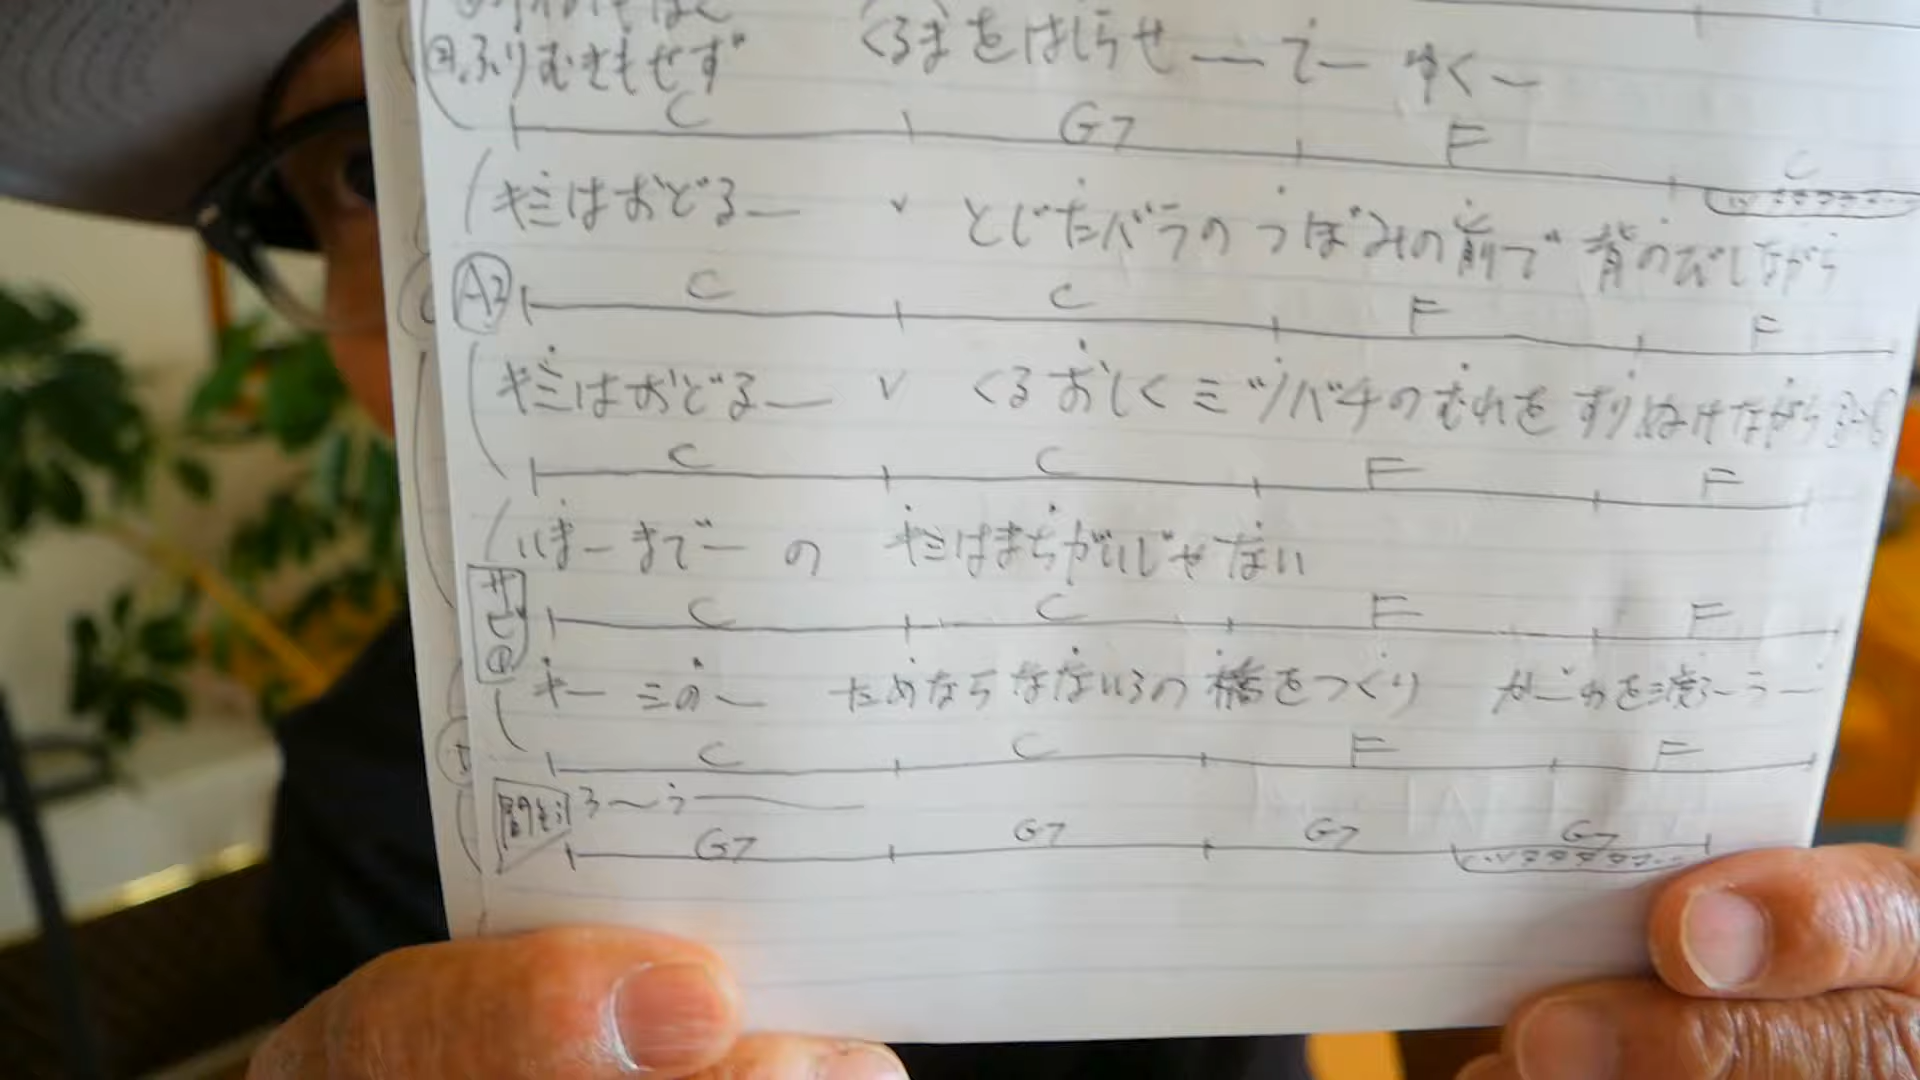 ②ふりむきもせず くるまをはしらせーてー ゆくー
C G7 F C
キミはおどるー ✓ とじたバラのつぼみの前で 背のびしながら
A2 C C F F
キミはおどるー ✓ くるおしくミツバチのむれを すりぬけながら
C C F F
いまーまでーの キミはまちがいじゃない
サビ① C C F F
キーミのー ためならなないろの橋をつくり かーわを渡ろーうー
C C F F
間奏 ろーうー
G7 G7 G7 G7